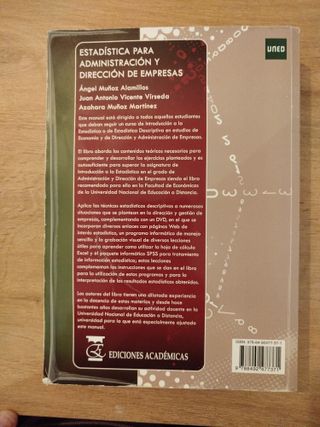 UNED
ESTADÍSTICA PARA
ADMINISTRACIÓN Y
DIRECCIÓN DE EMPRESAS
Ángel Muñoz Alamillos
Juan Antonio Vicente Vírseda
Azahara Muñoz Martínez
Este manual está dirigido a todos aquellos estudiantes
que deban seguir un curso de Introducción a la
Estadística o de Estadística Descriptiva en estudios de
Economía y de Dirección y Administración de Empresas.
El libro aborda los contenidos teóricos necesarios para
comprender y desarrollar los ejercicios planteados y es
autosuficiente para superar la asignatura de
Introducción a la Estadística en el grado de
Administración y Dirección de Empresas siendo el libro
recomendado para ello en la Facultad de Económicas
de la Universidad Nacional de Educación a Distancia.
Aplica las técnicas estadísticas descriptivas a numerosas
situaciones que se plantean en la dirección y gestión de
empresas, complementando con un DVD, en el que se
incorporan diversos enlaces con páginas Web de
interés estadístico, un programa informático de manejo
sencillo y la grabación visual de diversas lecciones
útiles para aprender como utilizar la hoja de cálculo
Excel y el paquete informático SPSS para tratamiento
de información estadística; estas lecciones
complementan las instrucciones que se dan en el libro
para la utilización de estos programas y para la
interpretación de los resultados estadísticos obtenidos.
Los autores del libro tienen una dilatada experiencia
en la docencia de estas materias y desde hace
bastantes años desarrollan su actividad docente en la
Universidad Nacional de Educación a Distancia,
universidad para la que está especialmente ajustado
este manual.
EDICIONES ACADÉMICAS